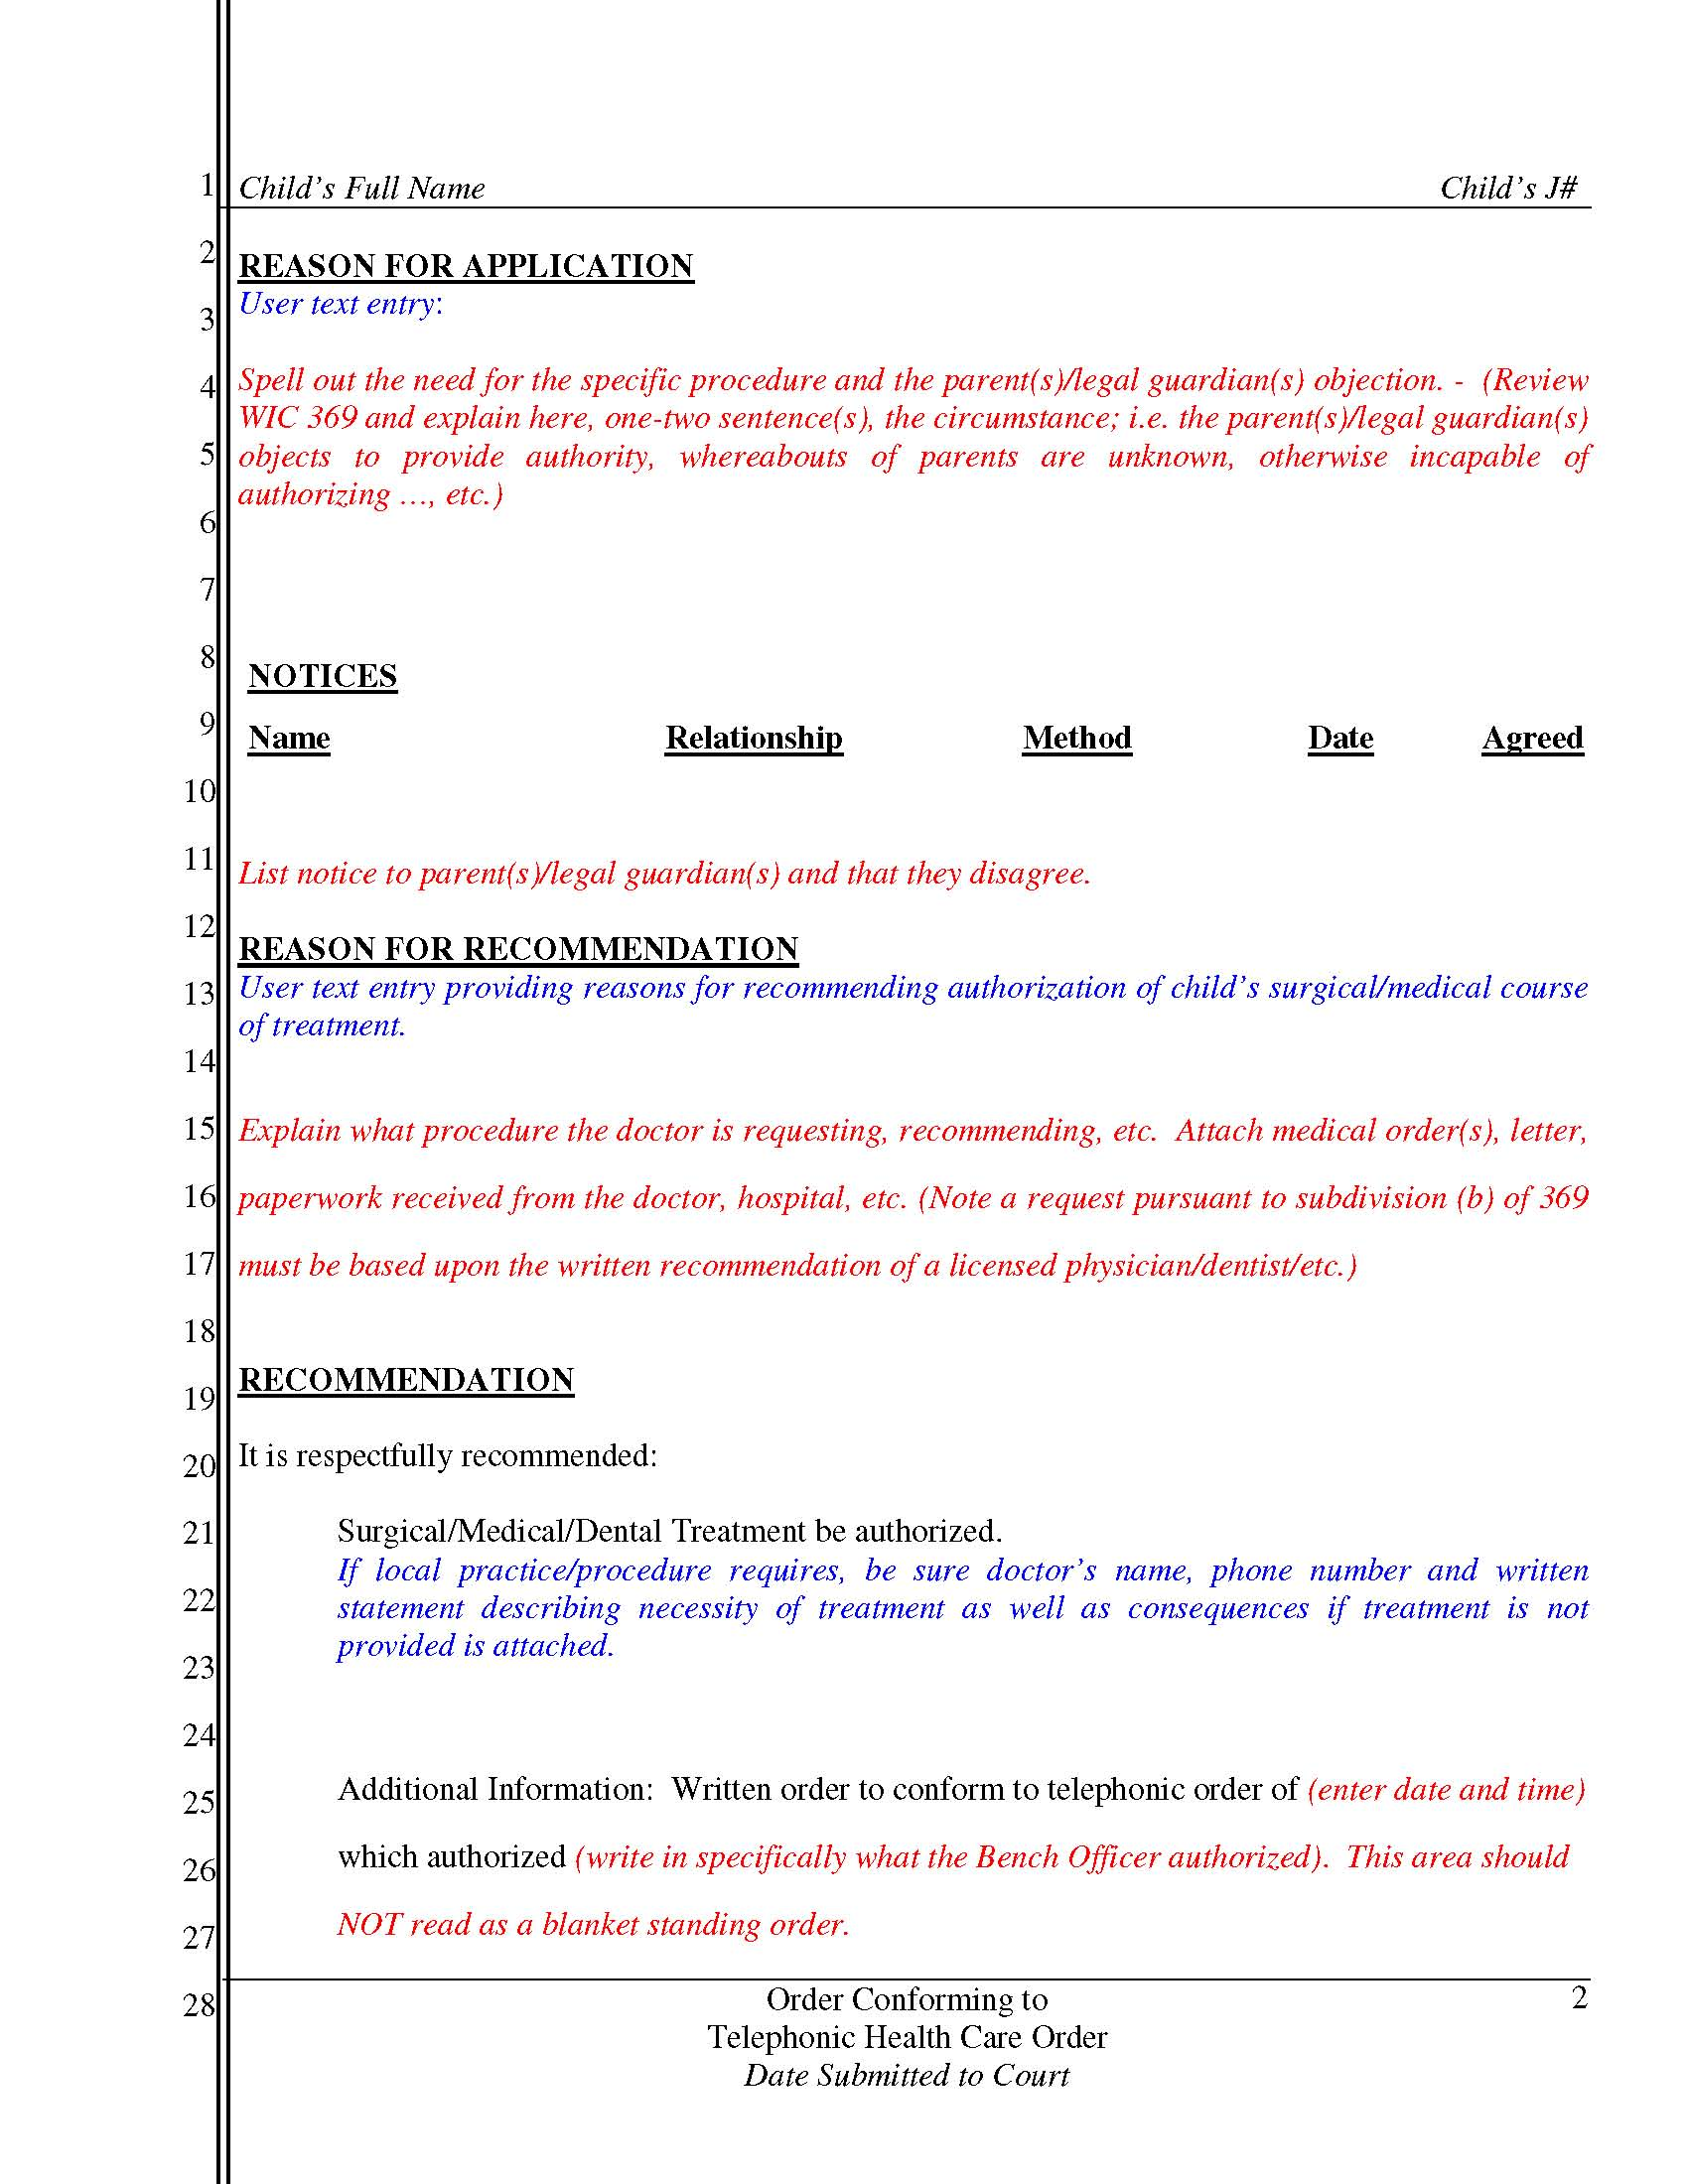 1 Child's Full Name Child's J#
2 REASON FOR APPLICATION
User text entry:
3
4 Spell out the need for the specific procedure and the parent(s)/legal guardian(s) objection. - (Review
WIC 369 and explain here, one-two sentence(s), the circumstance; i.e. the parent(s)/legal guardian(s)
5 objects to provide authority, whereabouts of parents are unknown, otherwise incapable of
authorizing …, etc.)
6
7
8 NOTICES
9 Name Relationship Method Date Agreed
10
11 List notice to parent(s)/legal guardian(s) and that they disagree.
12 REASON FOR RECOMMENDATION
13 User text entry providing reasons for recommending authorization of child's surgical/medical course
of treatment.
14
15 Explain what procedure the doctor is requesting, recommending, etc. Attach medical order(s), letter,
16 paperwork received from the doctor, hospital, etc. (Note a request pursuant to subdivision (b) of 369
17 must be based upon the written recommendation of a licensed physician/dentist/etc.)
18
19 RECOMMENDATION
20 It is respectfully recommended:
21 Surgical/Medical/Dental Treatment be authorized.
If local practice/procedure requires, be sure doctor's name, phone number and written
22 statement describing necessity of treatment as well as consequences if treatment is not
provided is attached.
23
24
25 Additional Information: Written order to conform to telephonic order of (enter date and time)
26 which authorized (write in specifically what the Bench Officer authorized). This area should
27 NOT read as a blanket standing order.
28 Order Conforming to 2
Telephonic Health Care Order
Date Submitted to Court